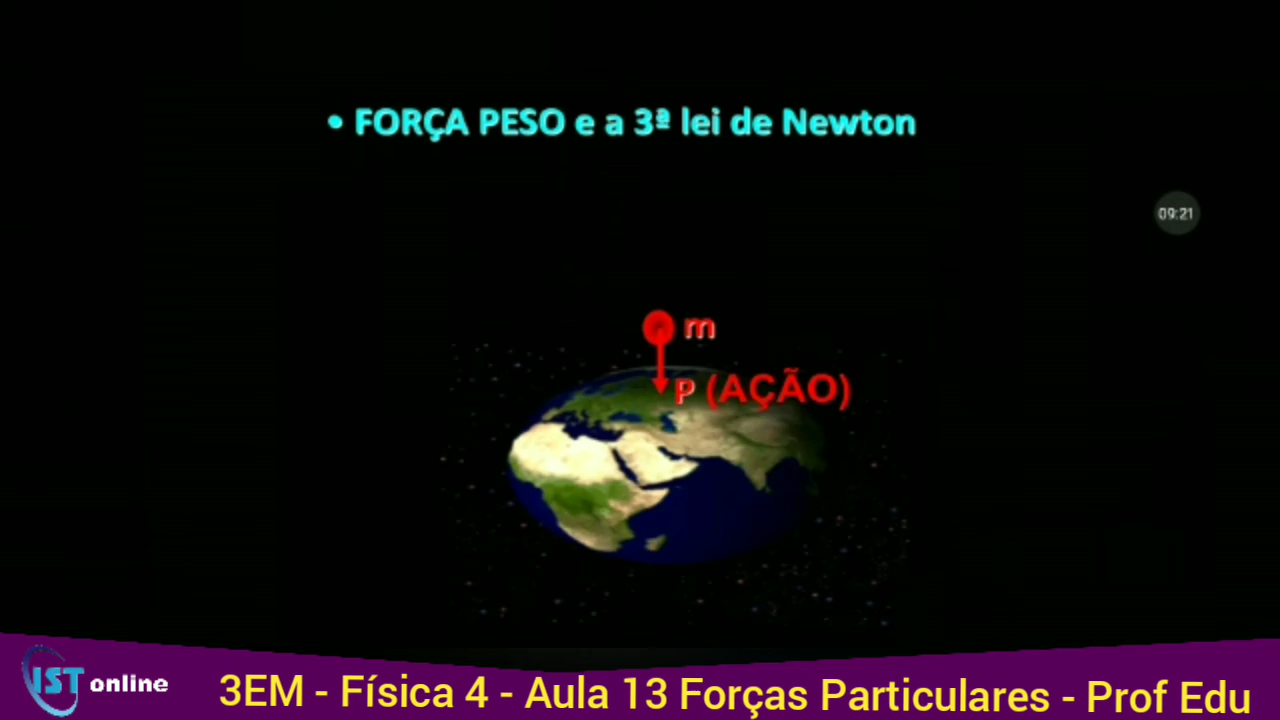 • FORÇA PESO e a 3ª lei de Newton
09:21
m
P (AÇÃO)
IST online
3EM - Física 4 - Aula 13 Forças Particulares - Prof Edu